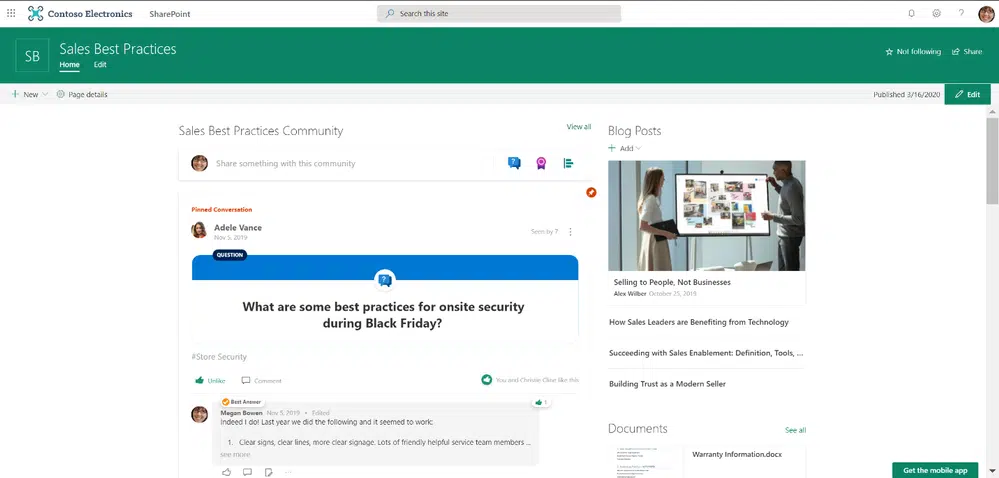 Contoso Electronics
SharePoint
Search this site
?
SB
Sales Best Practices
Home
Edit
Not following
Share
New
Page details
Published 3/16/2020
Edit
Sales Best Practices Community
View all
Share something with this community
Pinned Conversation
Adele Vance
Nov 5, 2019
Seen by 7
QUESTION
What are some best practices for onsite security
during Black Friday?
#Store Security
Unlike
Comment
You and Christie Cline like this
Best Answer
1
Megan Bowen Nov 5, 2019 • Edited
Indeed I do! Last year we did the following and it seemed to work:
1. Clear signs, clear lines, more clear signage. Lots of friendly helpful service team members ...
see more
Blog Posts
Add
Selling to People, Not Businesses
Alex Wilber October 25, 2019
How Sales Leaders are Benefiting from Technology
Succeeding with Sales Enablement: Definition, Tools, ...
Building Trust as a Modern Seller
Documents
See all
Warranty Information.docx
Get the mobile app